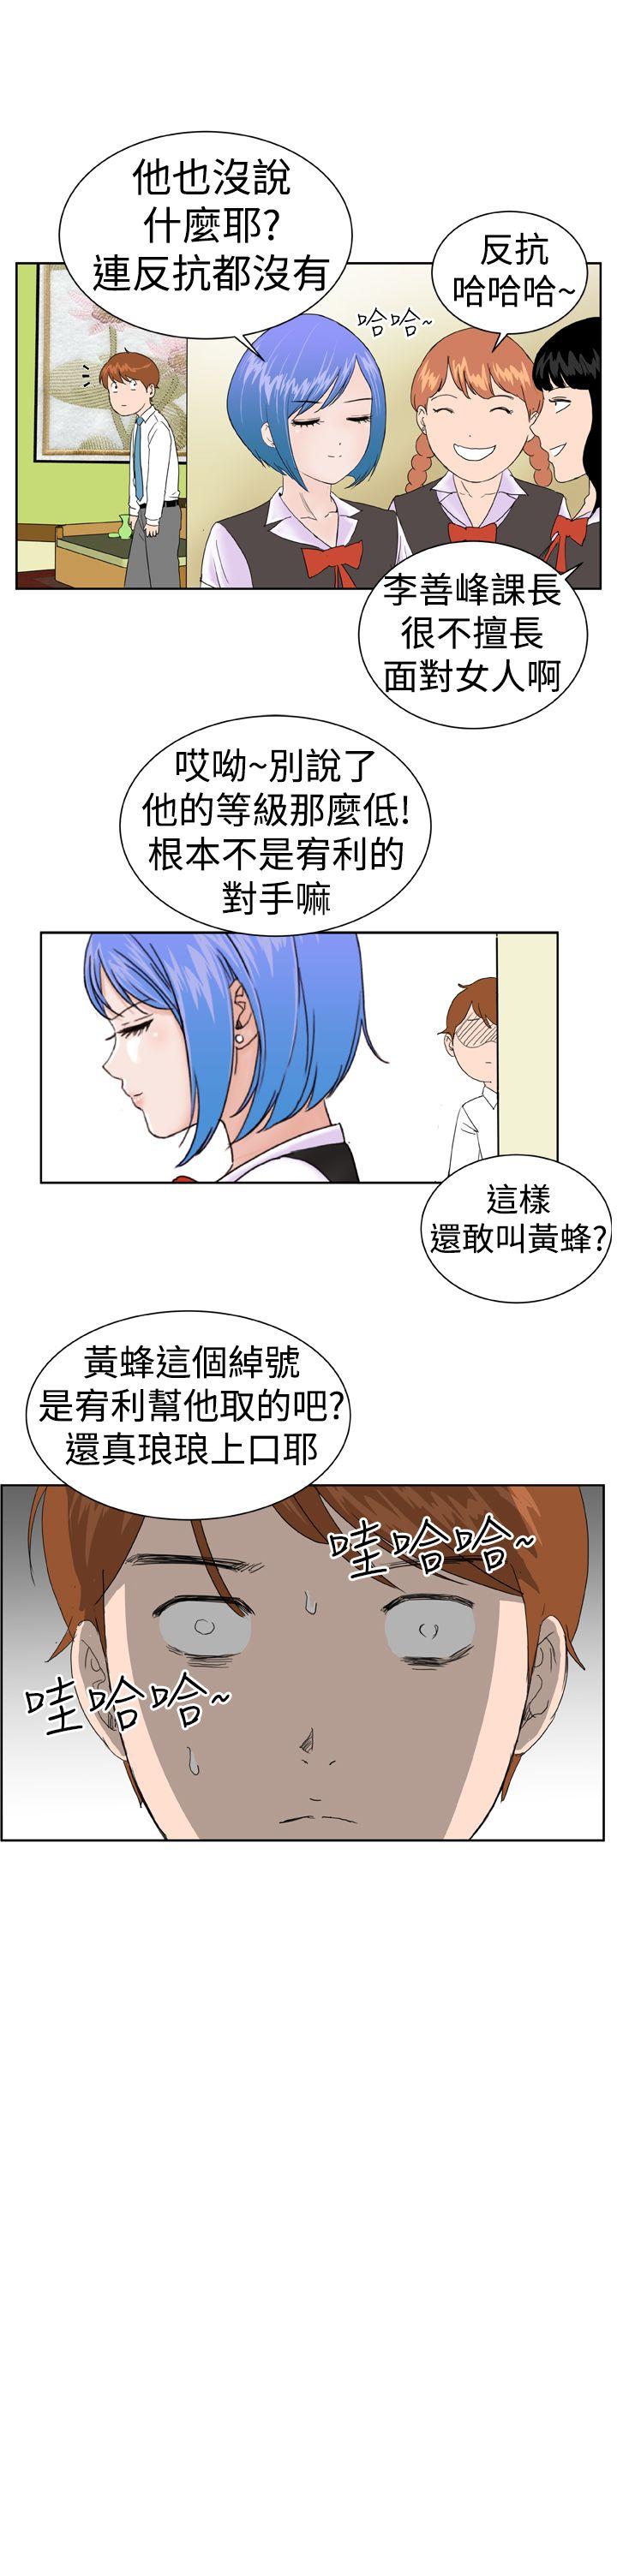 他也沒說
什麼耶?
連反抗都沒有
反抗
哈哈哈~
哈哈~
李善峰課長
很不擅長
面對女人啊
哎呦~別說了
他的等級那麼低!
根本不是宥利的
對手嘛
這樣
還敢叫黃蜂?
黃蜂這個綽號
是宥利幫他取的吧?
還真琅琅上口耶
哇哈哈~
哇哈哈~